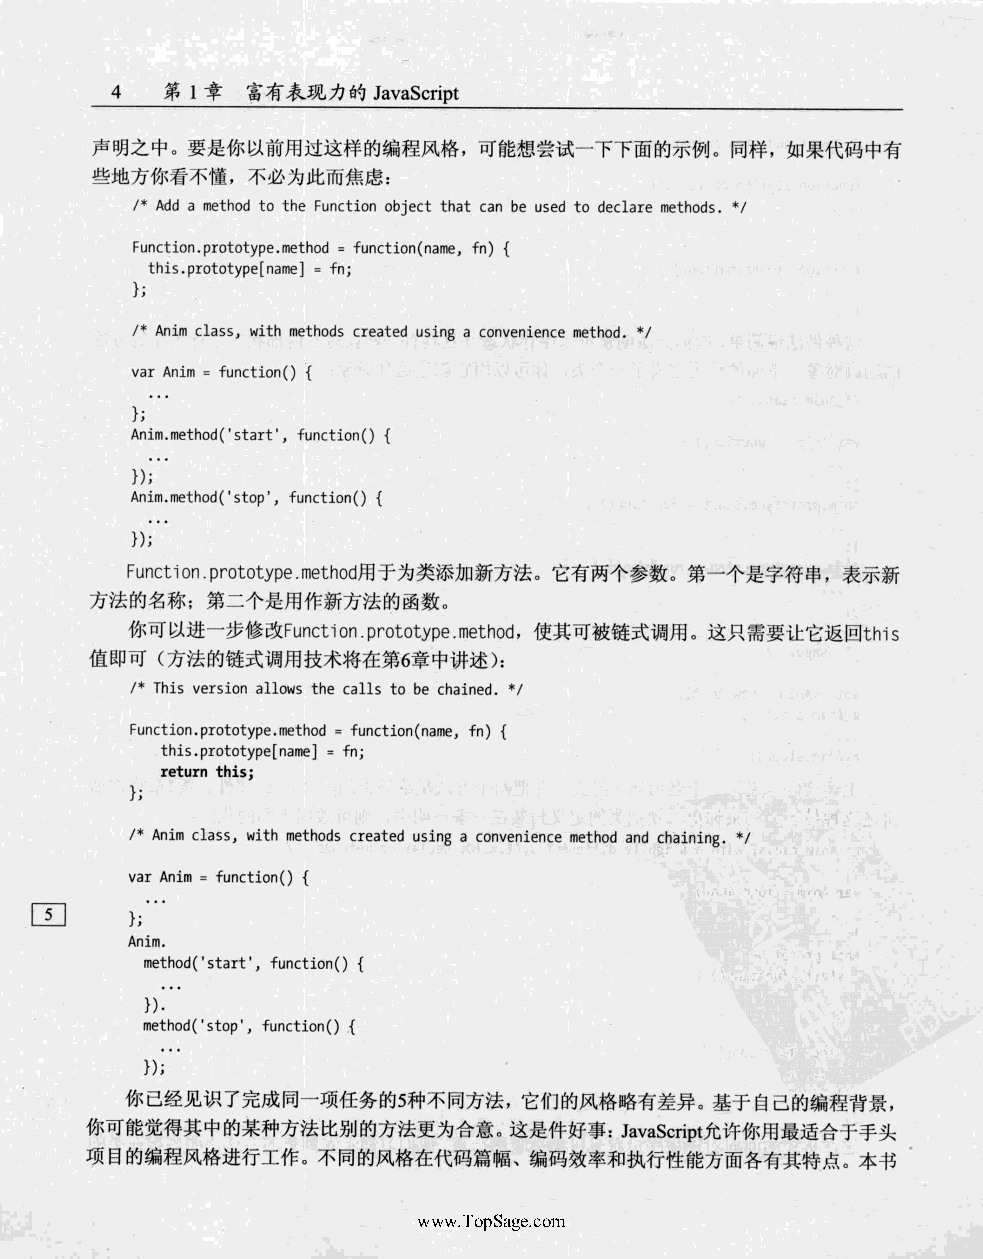 4 第1章 富有表现力的 JavaScript
声明之中。要是你以前用过这样的编程风格，可能想尝试一下下面的示例。同样，如果代码中有
些地方你看不懂，不必为此而焦虑：
/* Add a method to the Function object that can be used to declare methods. */
Function.prototype.method = function(name, fn) {
this.prototype[name] = fn;
};
/* Anim class, with methods created using a convenience method. */
var Anim = function() {
...
};
Anim.method('start', function() {
...
});
Anim.method('stop', function() {
...
});
Function.prototype.method用于为类添加新方法。它有两个参数。第一个是字符串，表示新
方法的名称；第二个是用作新方法的函数。
你可以进一步修改Function.prototype.method，使其可被链式调用。这只需要让它返回this
值即可（方法的链式调用技术将在第6章中讲述）：
/* This version allows the calls to be chained. */
Function.prototype.method = function(name, fn) {
this.prototype[name] = fn;
return this;
};
/* Anim class, with methods created using a convenience method and chaining. */
var Anim = function() {
...
5
};
Anim.
method('start', function() {
...
}).
method('stop', function() {
...
});
你已经见识了完成同一项任务的5种不同方法，它们的风格略有差异。基于自己的编程背景，
你可能觉得其中的某种方法比别的方法更为合意。这是件好事：JavaScript允许你用最适合于手头
项目的编程风格进行工作。不同的风格在代码篇幅、编码效率和执行性能方面各有其特点。本书
www.TopSage.com